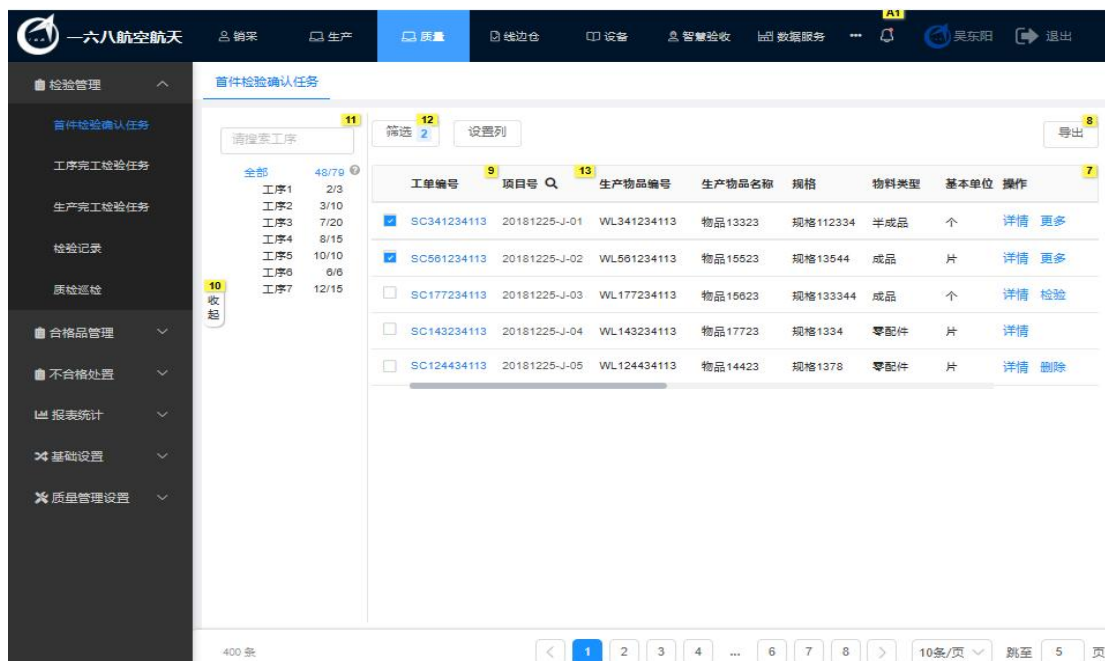 A1
一六八航空航天 销采 生产 质量 线边仓 设备 智慧验收 数据服务 ••• 吴东阳 退出
检验管理
首件检验确认任务
工序完工检验任务
生产完工检验任务
检验记录
质检巡检
合格品管理
不合格处置
报表统计
基础设置
质量管理设置
首件检验确认任务
11
请搜索工序
全部 48/79
工序1 2/3
工序2 3/10
工序3 7/20
工序4 8/15
工序5 10/10
工序6 6/6
工序7 12/15
10
收起
12
筛选 2 设置列
8
导出
9 13 7
工单编号 项目号 生产物品编号 生产物品名称 规格 物料类型 基本单位 操作
SC341234113 20181225-J-01 WL341234113 物品13323 规格112334 半成品 个 详情 更多
SC561234113 20181225-J-02 WL561234113 物品15523 规格13544 成品 片 详情 更多
SC177234113 20181225-J-03 WL177234113 物品15623 规格133344 成品 个 详情 检验
SC143234113 20181225-J-04 WL143234113 物品17723 规格1334 零配件 片 详情
SC124434113 20181225-J-05 WL124434113 物品14423 规格1378 零配件 片 详情 删除
400 条 < 1 2 3 4 ... 6 7 8 > 10条/页 跳至 5 页